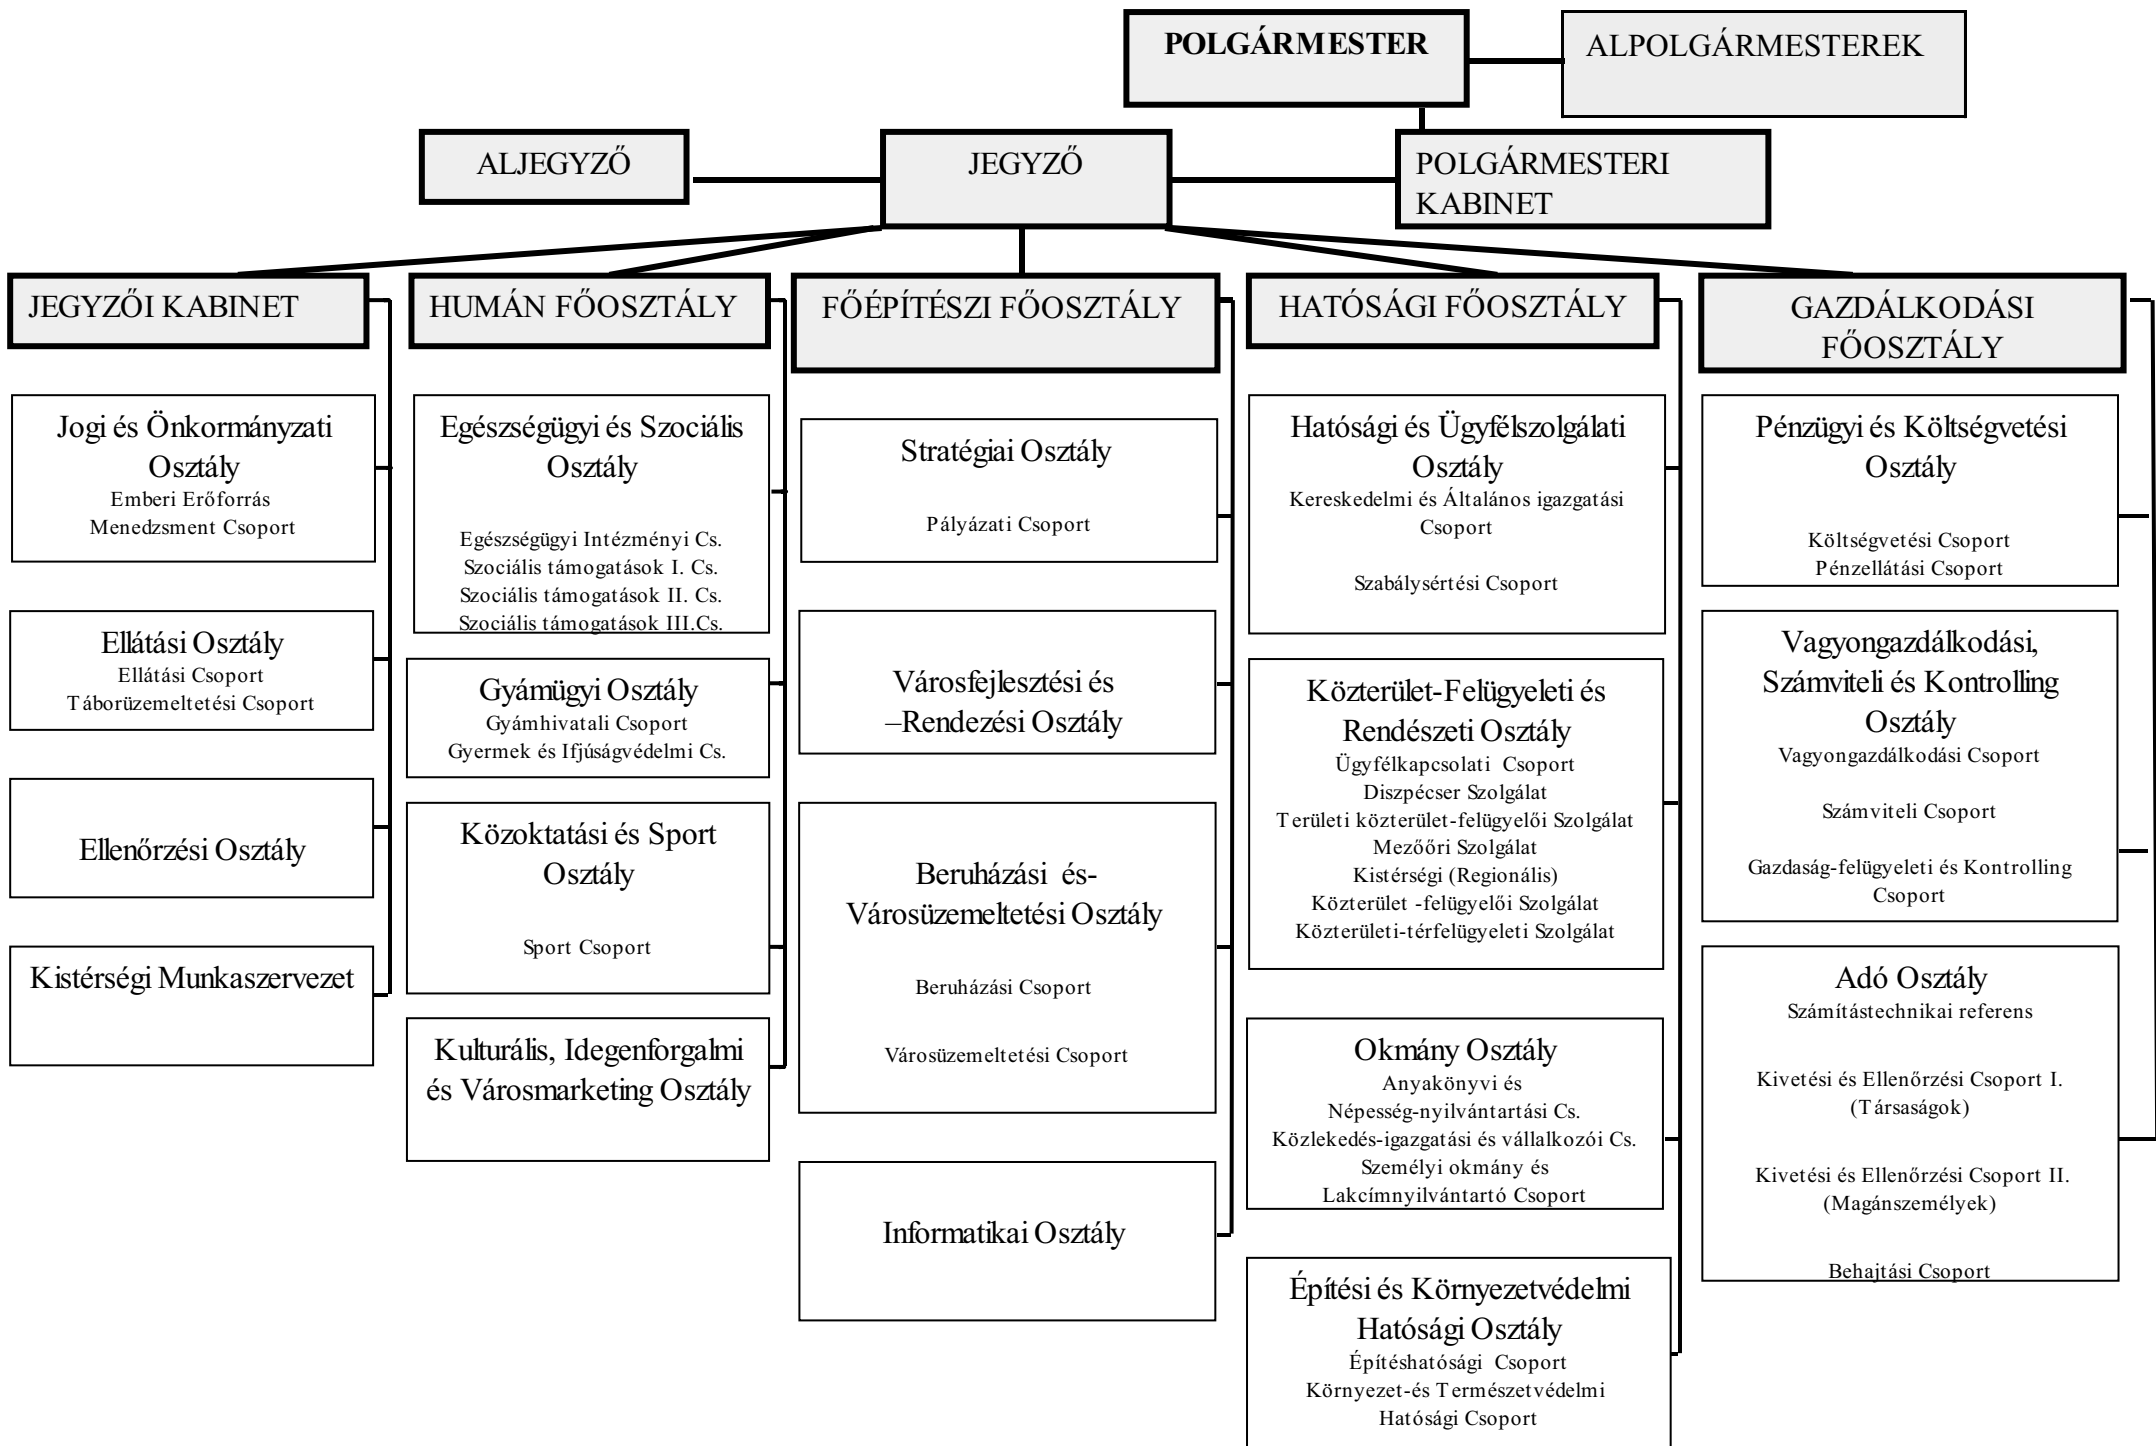 POLGÁRMESTER
ALPOLGÁRMESTEREK
ALJEGYZŐ
JEGYZŐ
POLGÁRMESTERI
KABINET
JEGYZŐI KABINET
Jogi és Önkormányzati
Osztály
Emberi Erőforrás
Menedzsment Csoport
Ellátási Osztály
Ellátási Csoport
Táborüzemeltetési Csoport
Ellenőrzési Osztály
Kistérségi Munkaszervezet
HUMÁN FŐOSZTÁLY
Egészségügyi és Szociális
Osztály
Egészségügyi Intézményi Cs.
Szociális támogatások I. Cs.
Szociális támogatások II. Cs.
Szociális támogatások III.Cs.
Gyámügyi Osztály
Gyámhivatali Csoport
Gyermek és Ifjúságvédelmi Cs.
Közoktatási és Sport
Osztály
Sport Csoport
Kulturális, Idegenforgalmi
és Városmarketing Osztály
FŐÉPÍTÉSZI FŐOSZTÁLY
Stratégiai Osztály
Pályázati Csoport
Városfejlesztési és
–Rendezési Osztály
Beruházási és-
Városüzemeltetési Osztály
Beruházási Csoport
Városüzemeltetési Csoport
Informatikai Osztály
HATÓSÁGI FŐOSZTÁLY
Hatósági és Ügyfélszolgálati
Osztály
Kereskedelmi és Általános igazgatási
Csoport
Szabálysértési Csoport
Közterület-Felügyeleti és
Rendészeti Osztály
Ügyfélkapcsolati Csoport
Diszpécser Szolgálat
Területi közterület-felügyelői Szolgálat
Mezőőri Szolgálat
Kistérségi (Regionális)
Közterület -felügyelői Szolgálat
Közterületi-térfelügyeleti Szolgálat
Okmány Osztály
Anyakönyvi és
Népesség-nyilvántartási Cs.
Közlekedés-igazgatási és vállalkozói Cs.
Személyi okmány és
Lakcímnyilvántartó Csoport
Építési és Környezetvédelmi
Hatósági Osztály
Építéshatósági Csoport
Környezet-és Természetvédelmi
Hatósági Csoport
GAZDÁLKODÁSI
FŐOSZTÁLY
Pénzügyi és Költségvetési
Osztály
Költségvetési Csoport
Pénzellátási Csoport
Vagyongazdálkodási,
Számviteli és Kontrolling
Osztály
Vagyongazdálkodási Csoport
Számviteli Csoport
Gazdaság-felügyeleti és Kontrolling
Csoport
Adó Osztály
Számítástechnikai referens
Kivetési és Ellenőrzési Csoport I.
(Társaságok)
Kivetési és Ellenőrzési Csoport II.
(Magánszemélyek)
Behajtási Csoport